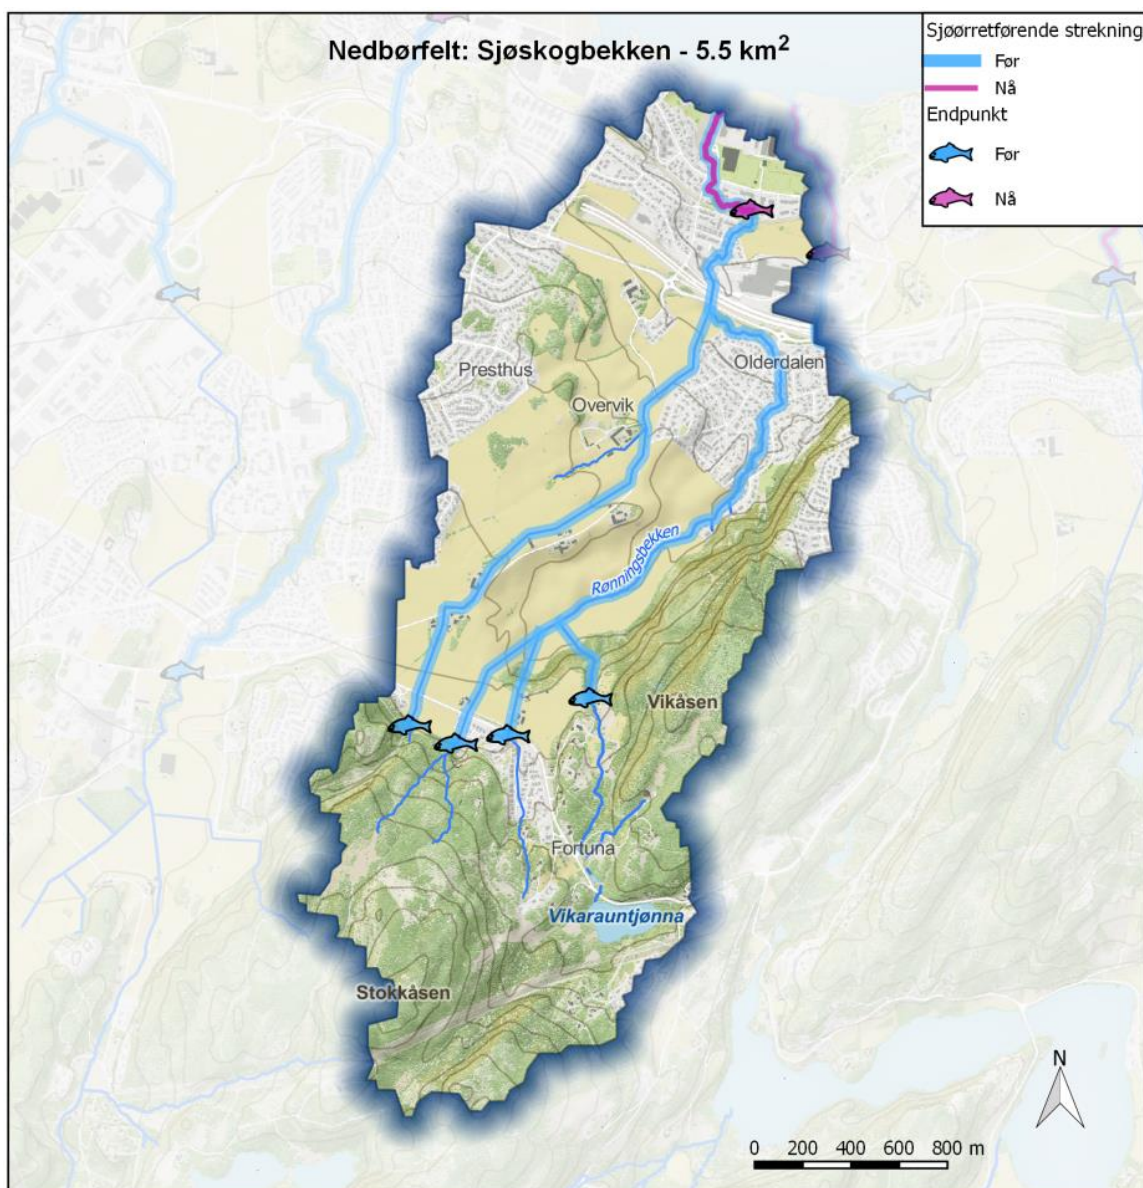 Nedbørfelt: Sjøskogbekken - 5.5 km²
Sjøørretførende strekning
Før
Nå
Endpunkt
Før
Nå
Presthus
Olderdalen
Overvik
Rønningsbekken
Vikåsen
Fortuna
Vikarauntjønna
Stokkåsen
N
0 200 400 600 800 m